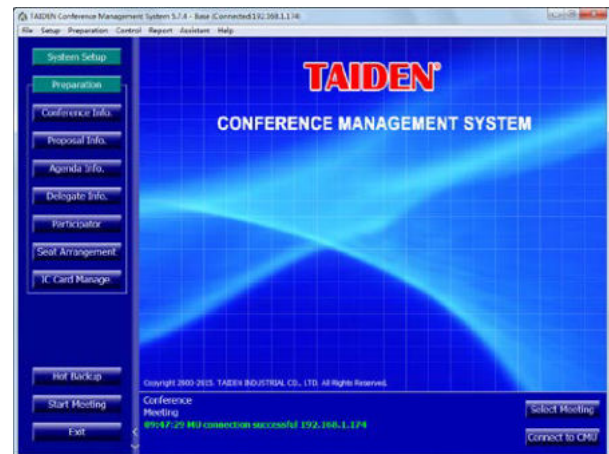 TAIDEN Conference Management System 5.7.4 - Base (Connected:192.168.1.174)
File Setup Preparation Control Report Assistant Help
System Setup
Preparation
Conference Info.
Proposal Info.
Agenda Info.
Delegate Info.
Participator
Seat Arrangement
IC Card Manage
TAIDEN®
CONFERENCE MANAGEMENT SYSTEM
Hot Backup
Start Meeting
Exit
Copyright 2000-2015. TAIDEN INDUSTRIAL CO., LTD. All Rights Reserved.
Conference
Meeting
09:47:29 MU connection successful 192.168.1.174
Select Meeting
Connect to CMU